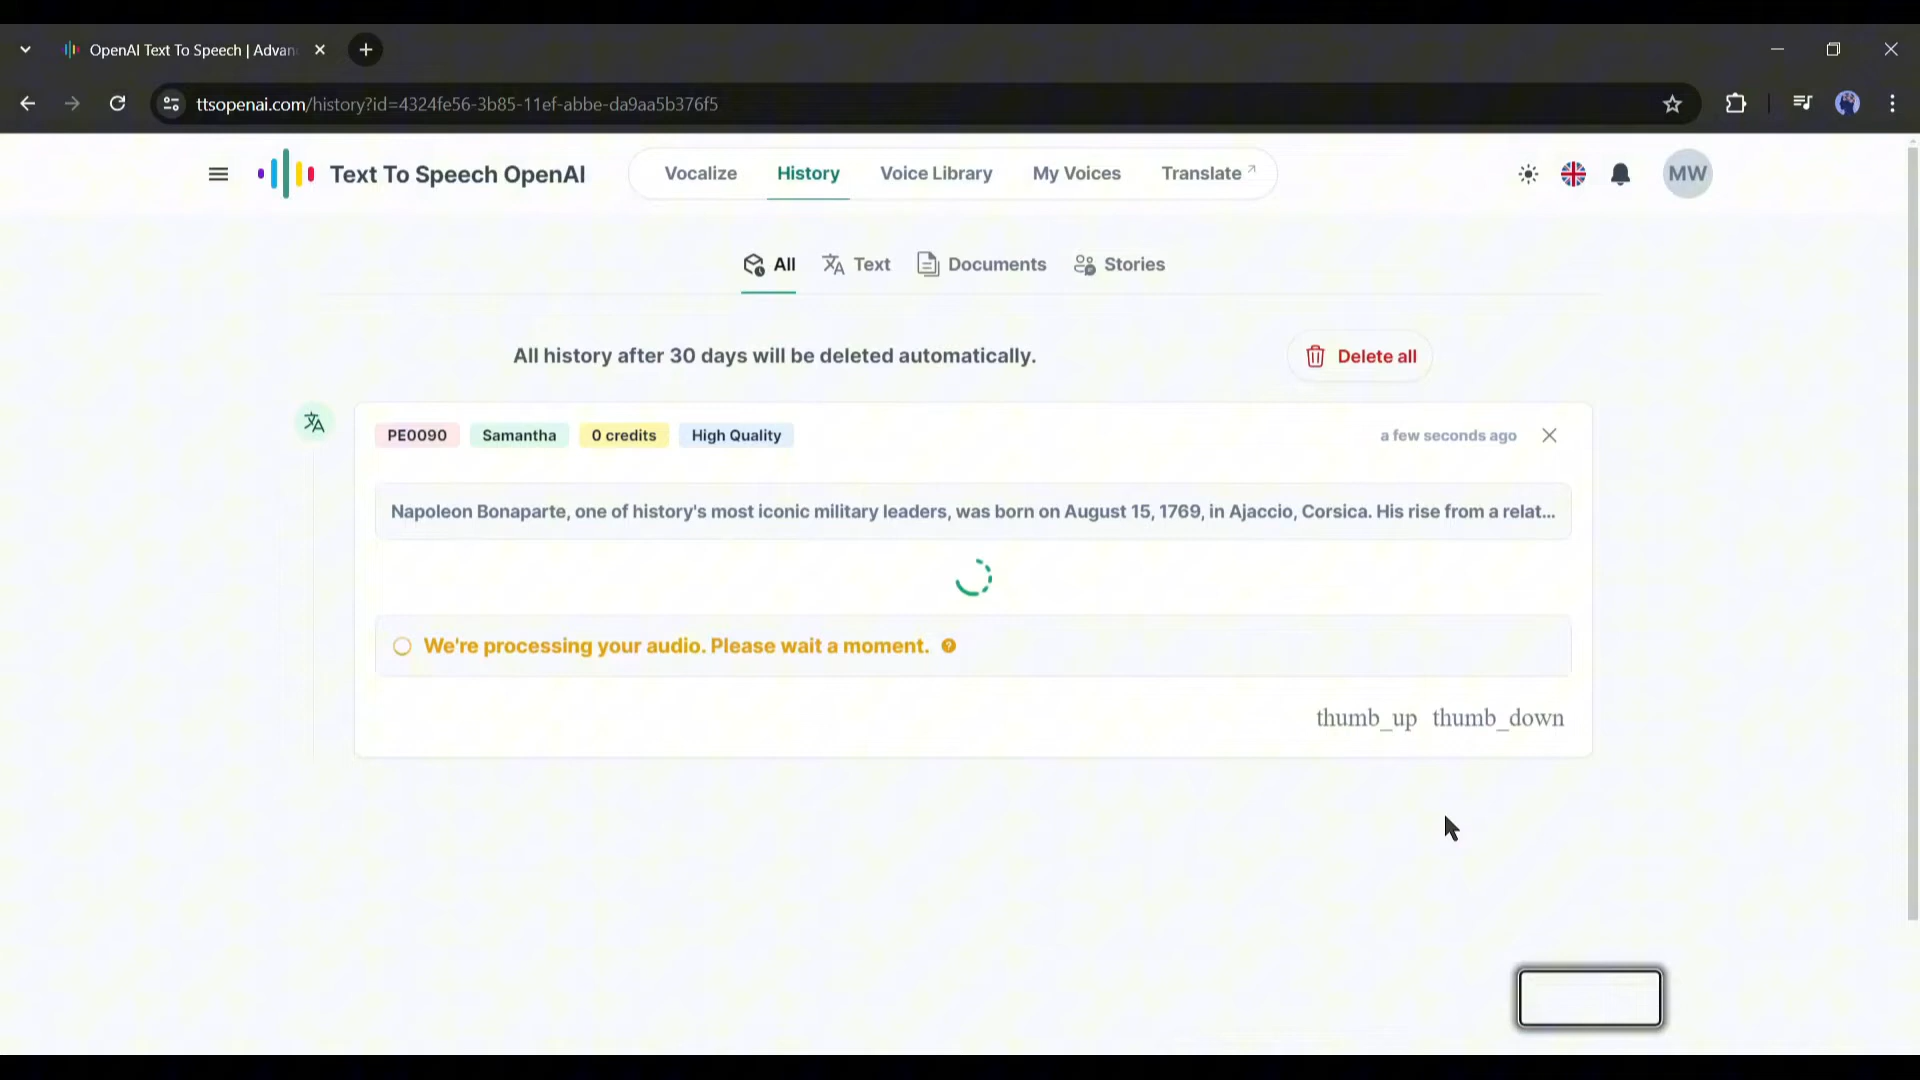 OpenAI Text To Speech | Advan
ttsopenai.com/history?id=4324fe56-3b85-11ef-abbe-da9aa5b376f5
Text To Speech OpenAI
Vocalize History Voice Library My Voices Translate
MW
All Text Documents Stories
All history after 30 days will be deleted automatically.
Delete all
PE0090 Samantha 0 credits High Quality a few seconds ago
Napoleon Bonaparte, one of history's most iconic military leaders, was born on August 15, 1769, in Ajaccio, Corsica. His rise from a relat...
We're processing your audio. Please wait a moment.
thumb_up thumb_down